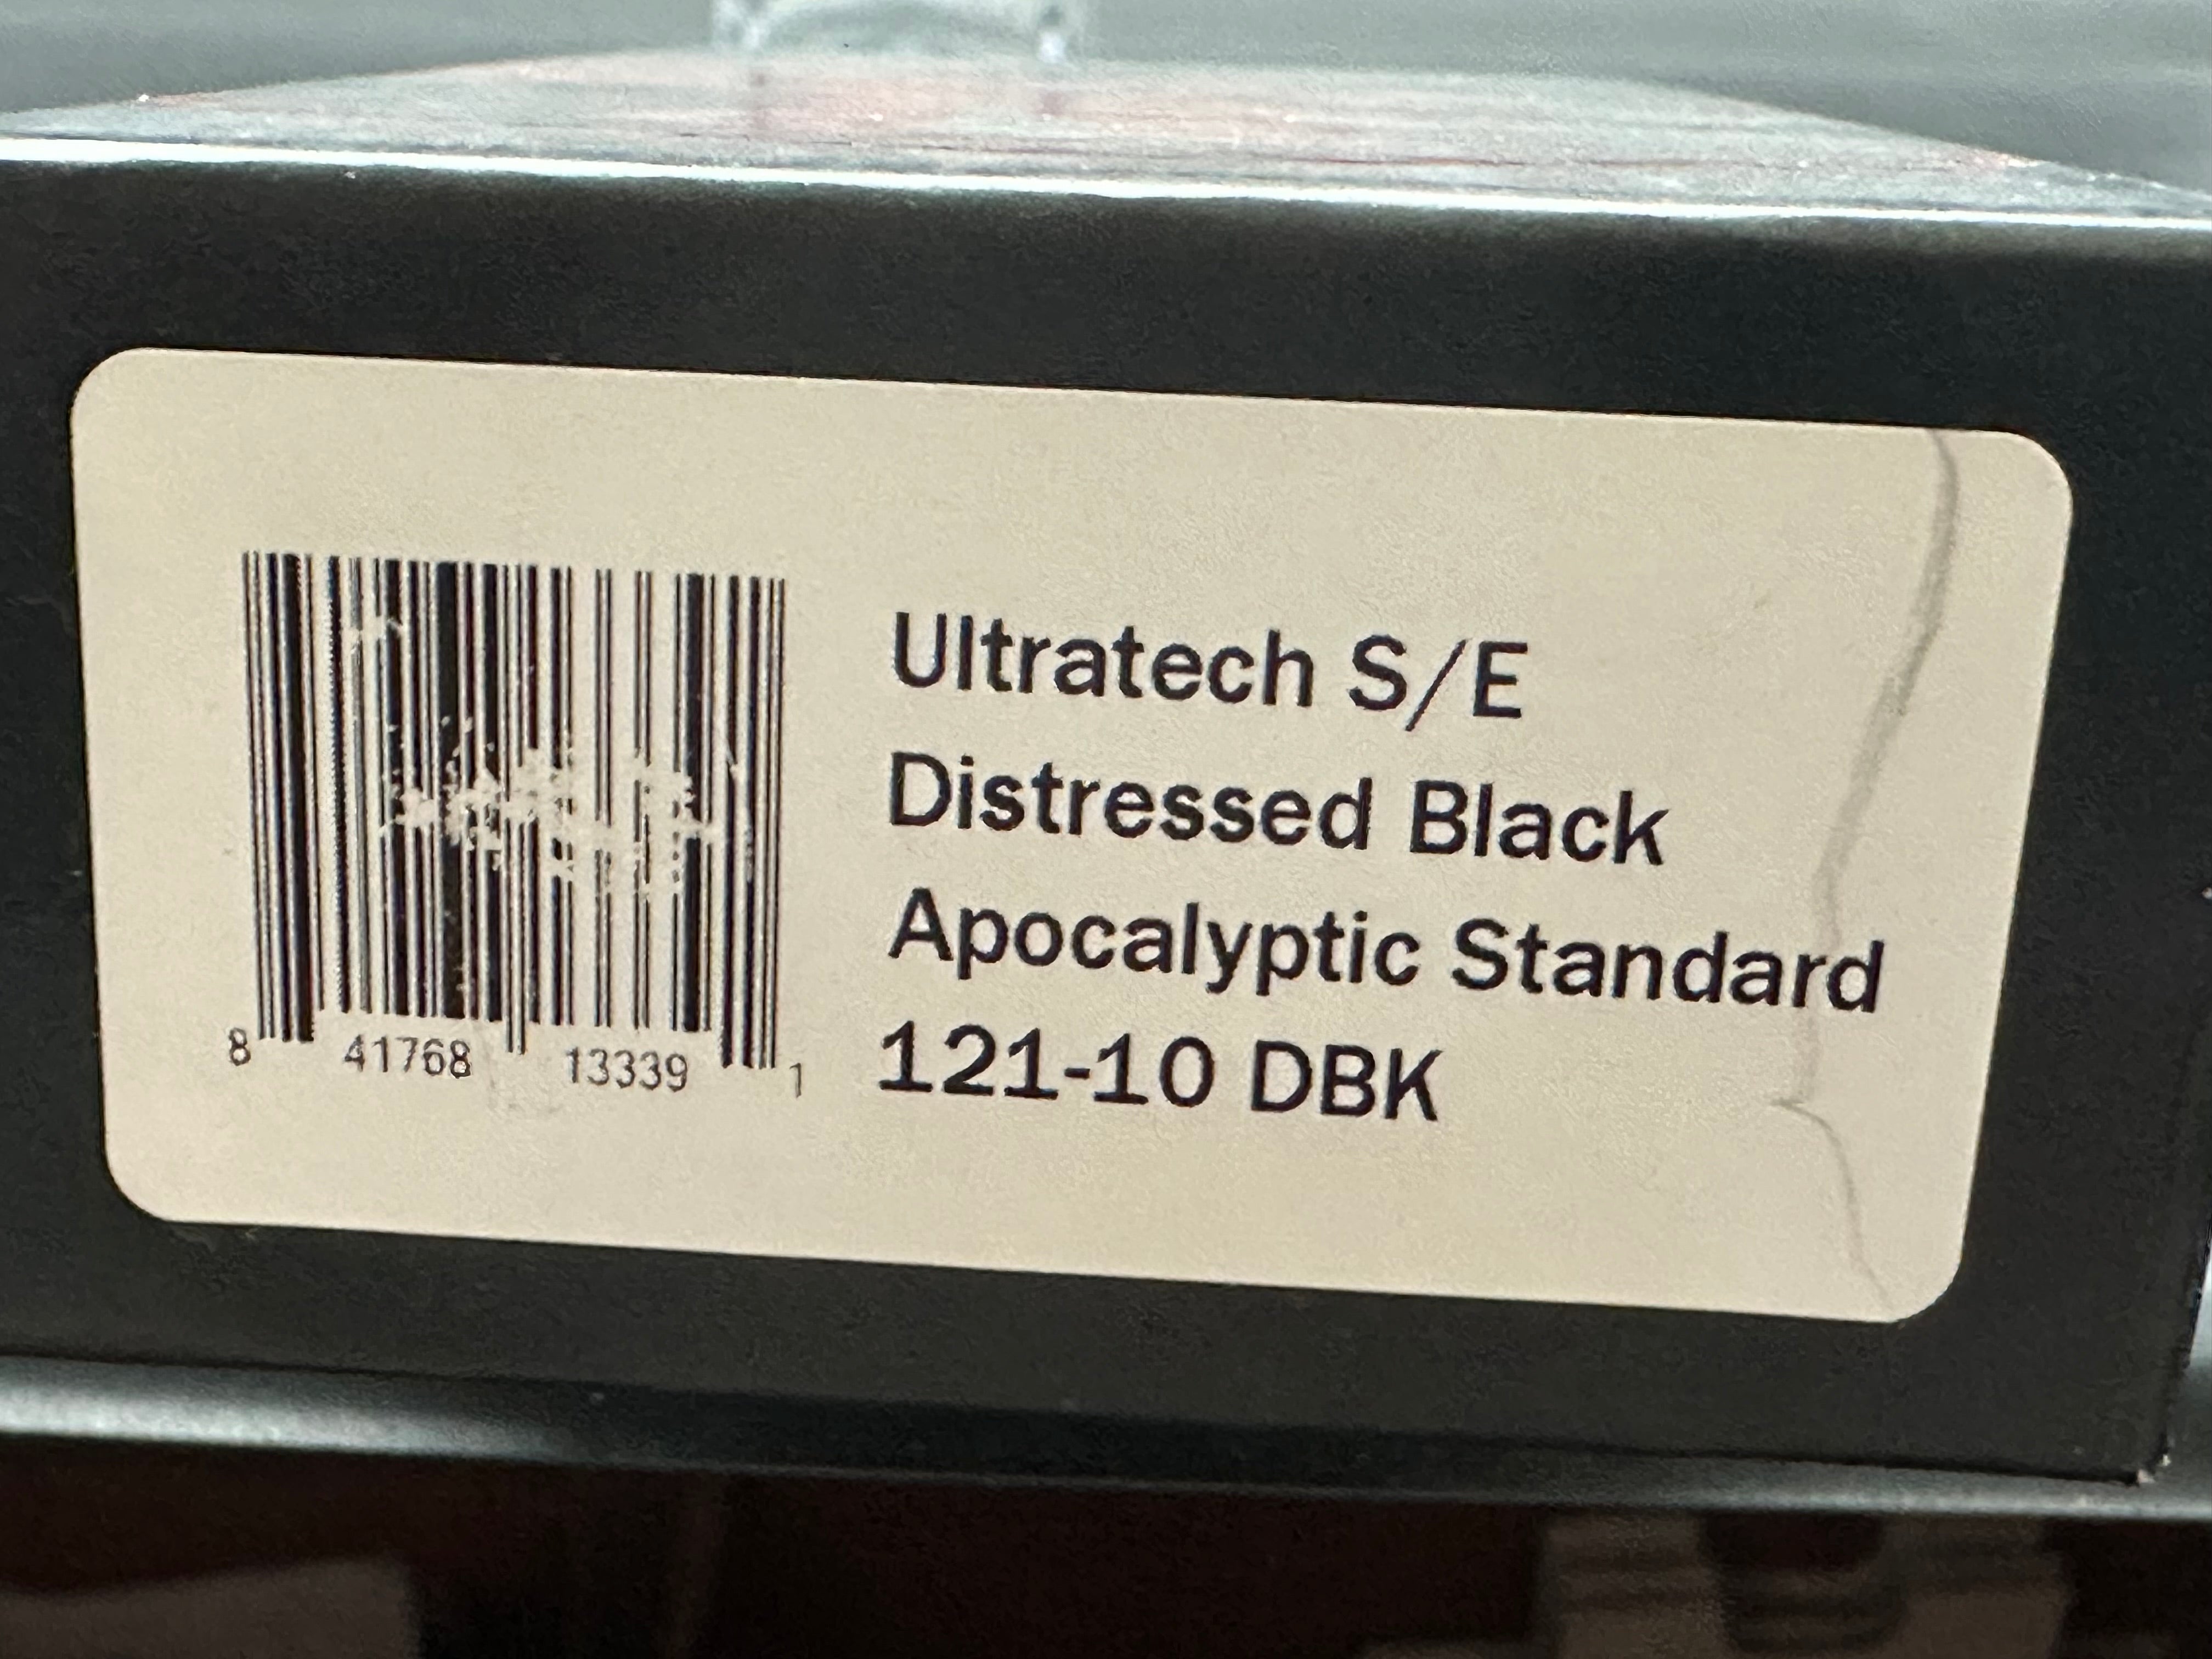 Ultratech S/E
Distressed Black
Apocalyptic Standard
121-10 DBK
8 41768 13339 1